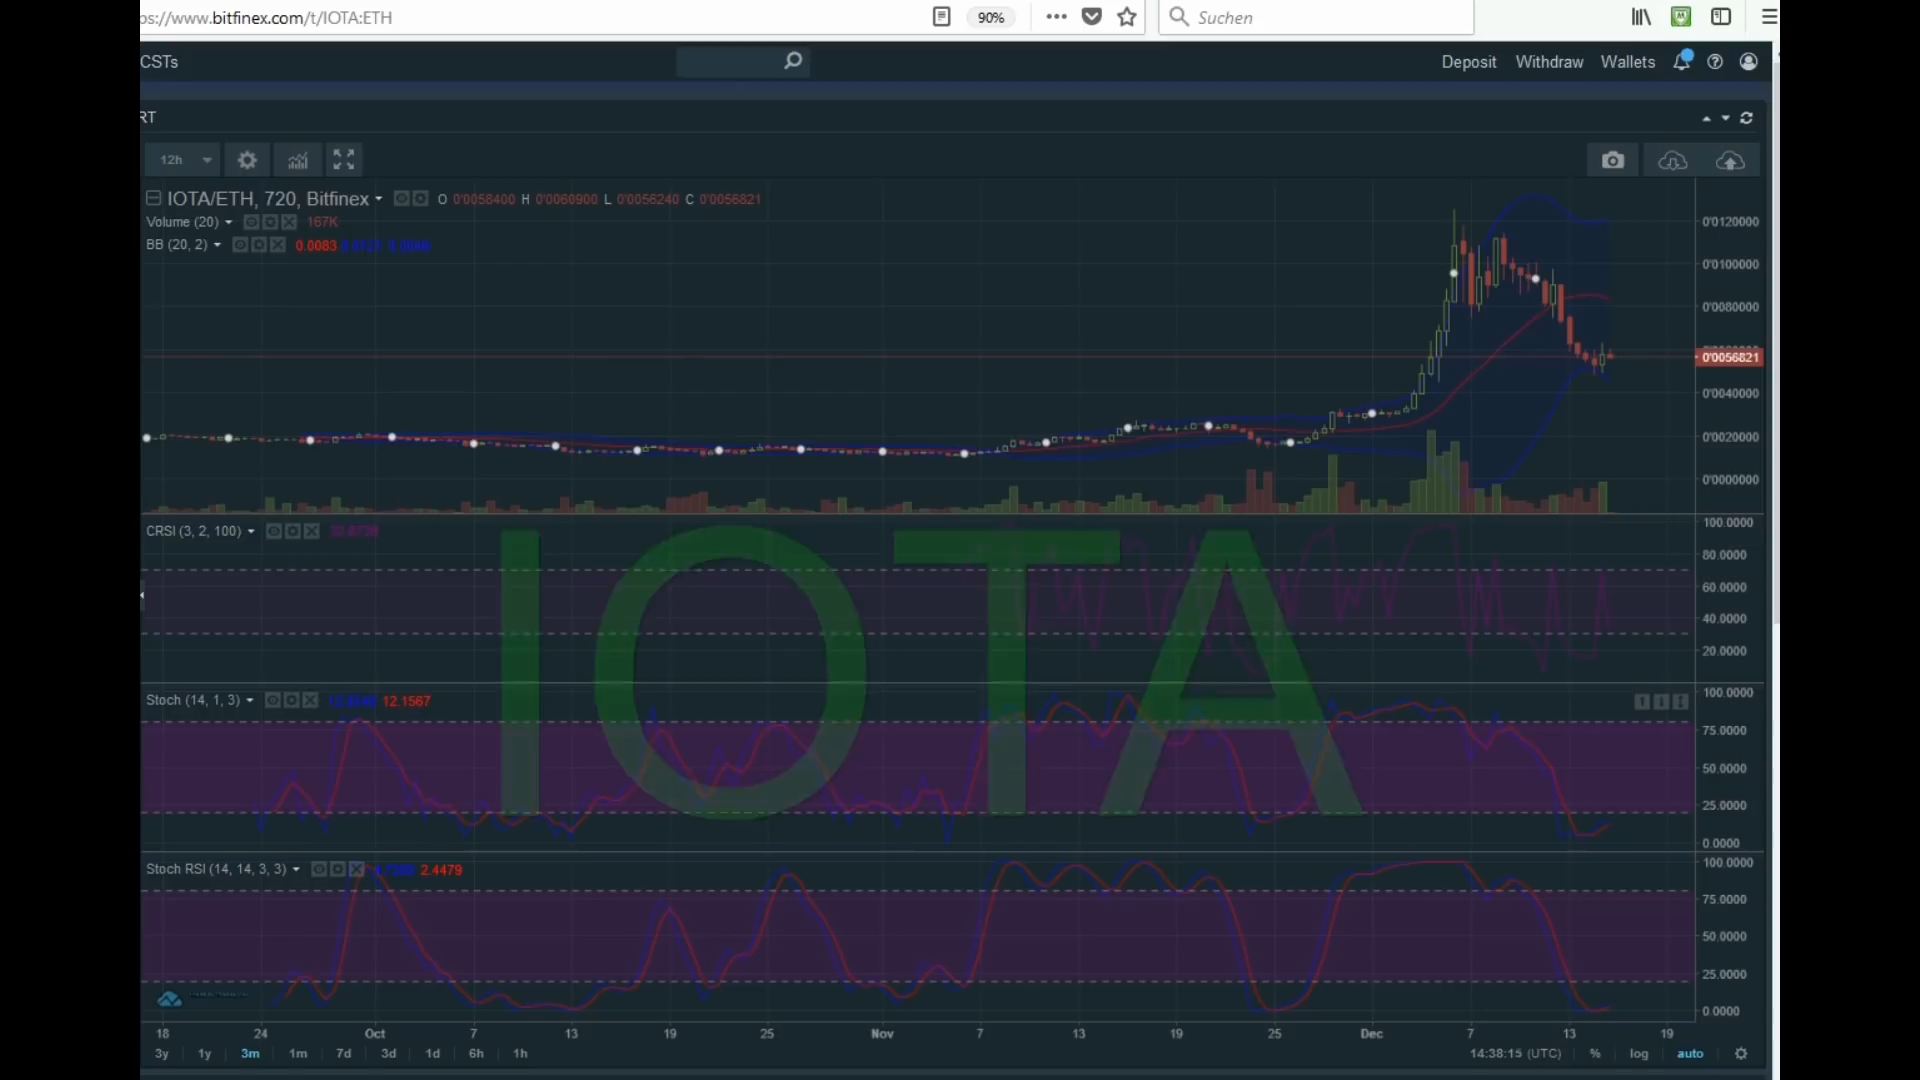 ps://www.bitfinex.com/t/IOTA:ETH 90% Suchen
CSTs Deposit Withdraw Wallets
RT
12h
IOTA/ETH, 720, Bitfinex O 0'0058400 H 0'0060900 L 0'0056240 C 0'0056821
Volume (20) 167K
BB (20, 2) 0.0083
0'0120000
0'0100000
0'0080000
0'0056821
0'0040000
0'0020000
0'0000000
CRSI (3, 2, 100)
100.0000
80.0000
60.0000
40.0000
20.0000
IOTA
Stoch (14, 1, 3) 12.1567
100.0000
75.0000
50.0000
25.0000
0.0000
Stoch RSI (14, 14, 3, 3) 2.4479
100.0000
75.0000
50.0000
25.0000
0.0000
18 24 Oct 7 13 19 25 Nov 7 13 19 25 Dec 7 13 19
3y 1y 3m 1m 7d 3d 1d 6h 1h 14:38:15 (UTC) % log auto